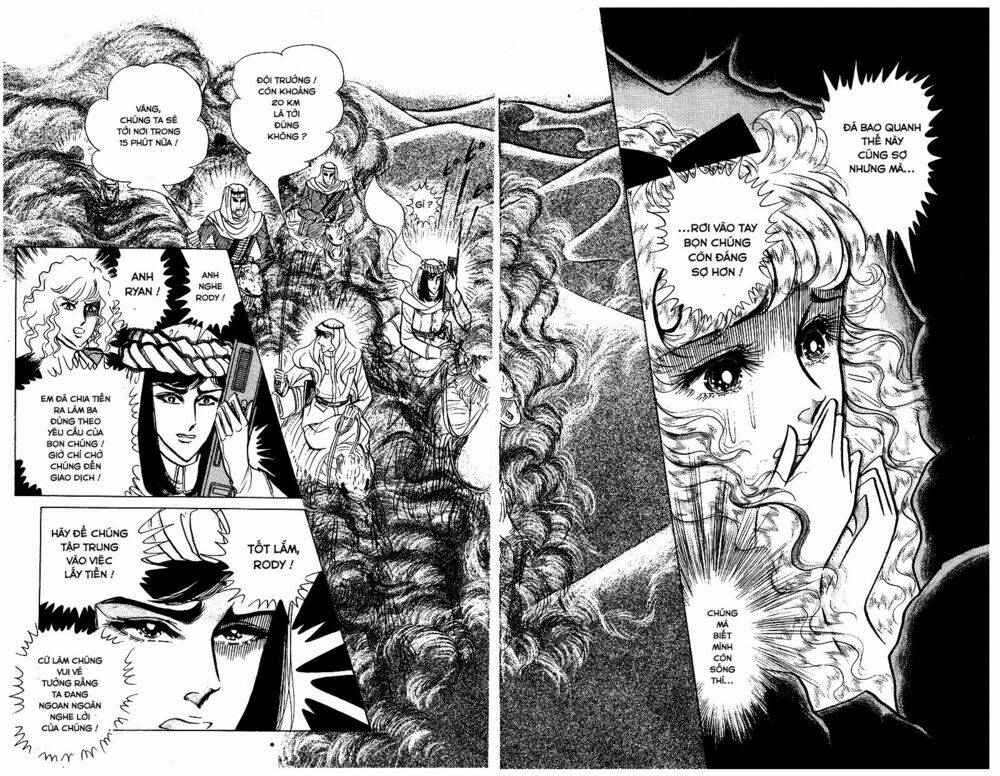 ĐÃ BAO QUANH
THẾ NÀY
CŨNG SỢ
NHƯNG MÀ...
...RƠI VÀO TAY
BỌN CHÚNG
CÒN ĐÁNG
SỢ HƠN !
CHÚNG
MÀ
BIẾT
MÌNH
CÒN
SỐNG
THÌ...
ĐỘI TRƯỞNG !
CÒN KHOẢNG
20 KM
LÀ TỚI
ĐÚNG
KHÔNG ?
VÂNG,
CHÚNG TA SẼ
TỚI NƠI TRONG
15 PHÚT NỮA !
GÌ ?
ANH
NGHE
RODY !
ANH
RYAN !
EM ĐÃ CHIA TIỀN
RA LÀM BA
ĐÚNG THEO
YÊU CẦU CỦA
BỌN CHÚNG !
GIỜ CHỈ CHỜ
CHÚNG ĐẾN
GIAO DỊCH !
TỐT LẮM,
RODY !
HÃY ĐỂ CHÚNG
TẬP TRUNG
VÀO VIỆC
LẤY TIỀN !
CỨ LÀM CHÚNG
VUI VẺ
TƯỞNG RẰNG
TA ĐANG
NGOAN NGOÃN
NGHE LỜI
CỦA CHÚNG !